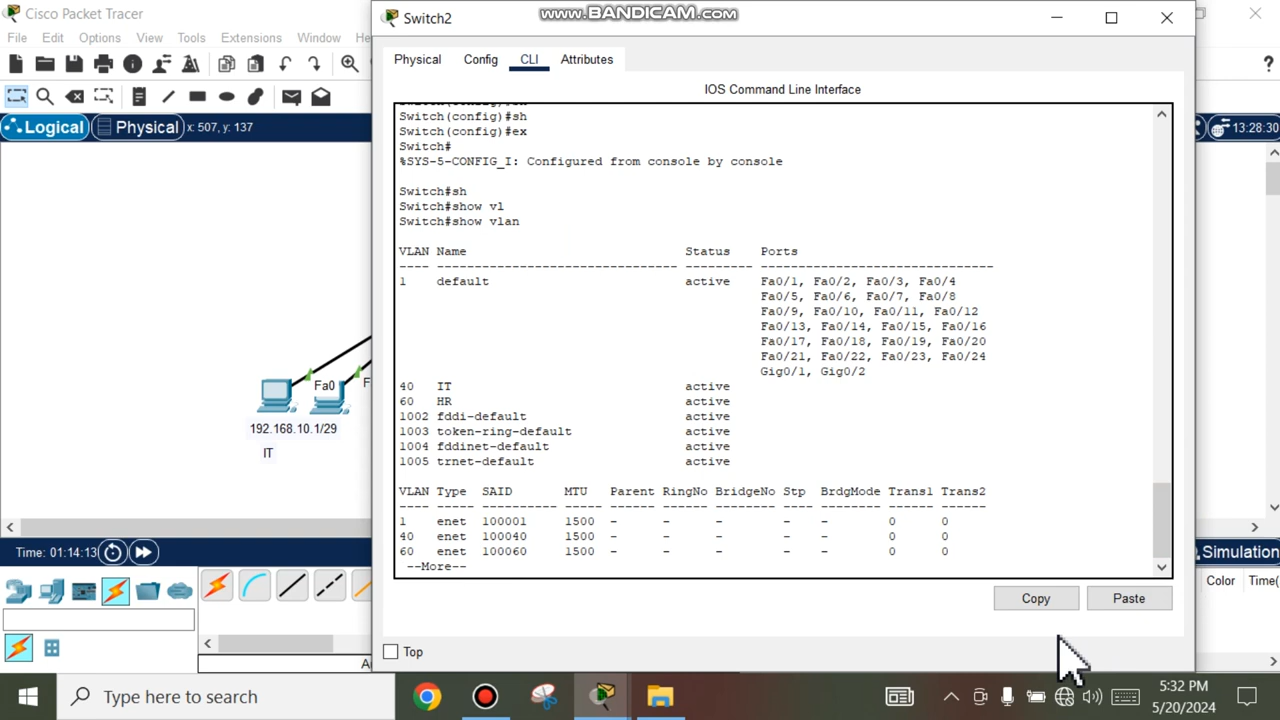 Cisco Packet Tracer
www.BANDICAM.com
Switch2
File Edit Options View Tools Extensions Window
Physical Config CLI Attributes
IOS Command Line Interface
Logical Physical x: 507, y: 137
13:28:30
Switch(config)#sh
Switch(config)#ex
Switch#
%SYS-5-CONFIG_I: Configured from console by console
Switch#sh
Switch#show vl
Switch#show vlan
VLAN Name Status Ports
---- -------------------------------- --------- -------------------------------
1 default active Fa0/1, Fa0/2, Fa0/3, Fa0/4
Fa0/5, Fa0/6, Fa0/7, Fa0/8
Fa0/9, Fa0/10, Fa0/11, Fa0/12
Fa0/13, Fa0/14, Fa0/15, Fa0/16
Fa0/17, Fa0/18, Fa0/19, Fa0/20
Fa0/21, Fa0/22, Fa0/23, Fa0/24
Gig0/1, Gig0/2
40 IT active
60 HR active
1002 fddi-default active
1003 token-ring-default active
1004 fddinet-default active
1005 trnet-default active
VLAN Type SAID MTU Parent RingNo BridgeNo Stp BrdgMode Trans1 Trans2
---- ----- ---------- ----- ------ ------ -------- ---- -------- ------ ------
1 enet 100001 1500 - - - - - 0 0
40 enet 100040 1500 - - - - - 0 0
60 enet 100060 1500 - - - - - 0 0
--More--
Fa0
192.168.10.1/29
IT
Copy Paste
Time: 01:14:13
Simulation
Color Time(
Top
Type here to search
5:32 PM
5/20/2024